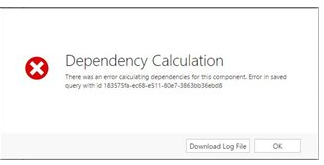 Dependency Calculation
There was an error calculating dependencies for this component. Error in saved
query with id 183575fa-ec68-e511-80e7-3863bb36ebd8
Download Log File
OK